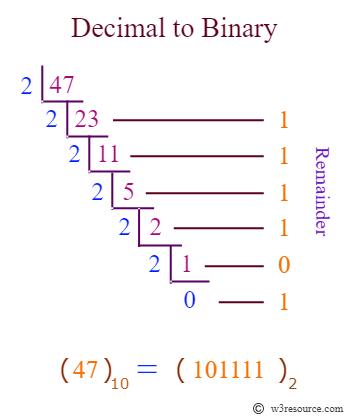 Decimal to Binary
2 47
2 23 1
2 11 1
2 5 1
2 2 1
2 1 0
0 1
Remainder
(47)10 = (101111)2
© w3resource.com